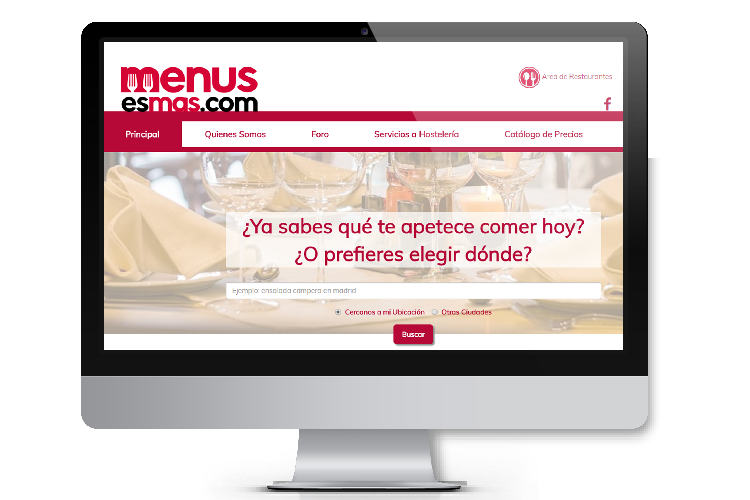 menus
esmas.com
Area de Restaurantes
f
Principal
Quienes Somos
Foro
Servicios a Hostelería
Catálogo de Precios
¿Ya sabes qué te apetece comer hoy?
¿O prefieres elegir dónde?
Ejemplo: ensalada campera en madrid
Cercanos a mi Ubicación
Otras Ciudades
Buscar